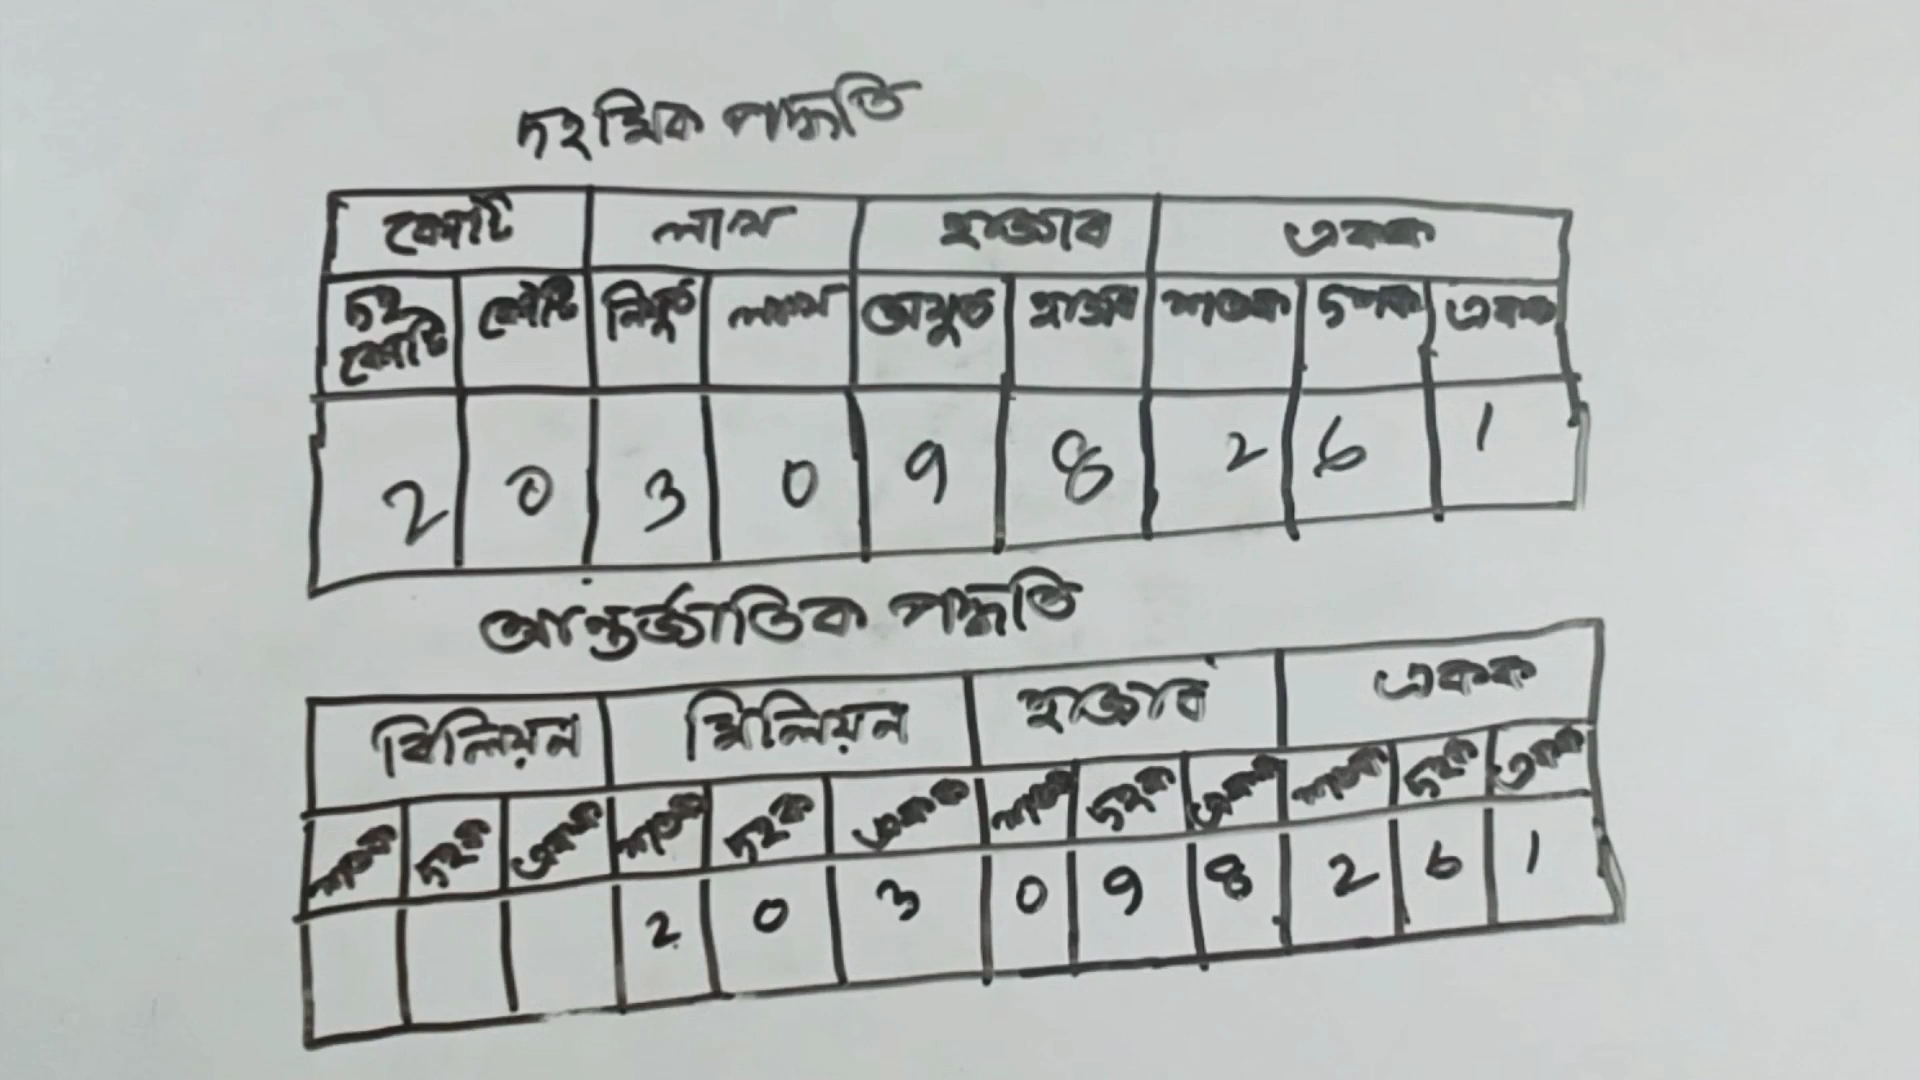 দশমিক পদ্ধতি
কোটি লাখ হাজার একক
দশ কোটি কোটি নিযুত লাখ অযুত হাজার শতক দশক একক
2 0 3 0 9 8 2 6 1
আন্তর্জাতিক পদ্ধতি
বিলিয়ন মিলিয়ন হাজার একক
শতক দশক একক শতক দশক একক শতক দশক একক শতক দশক একক
2 0 3 0 9 8 2 6 1